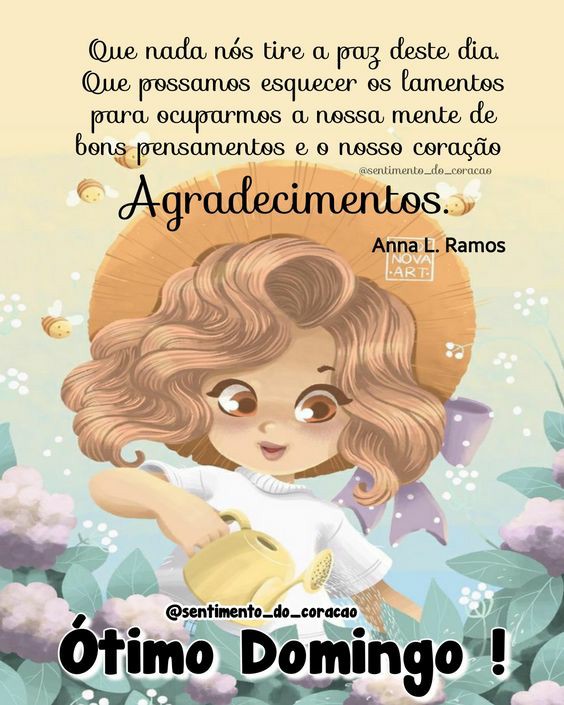 Que nada nós tire a paz deste dia.
Que possamos esquecer os lamentos
para ocuparmos a nossa mente de
bons pensamentos e o nosso coração
@sentimento_do_coracao
Agradecimentos.
Anna L. Ramos
NOVA
ART
@sentimento_do_coracao
Ótimo Domingo !